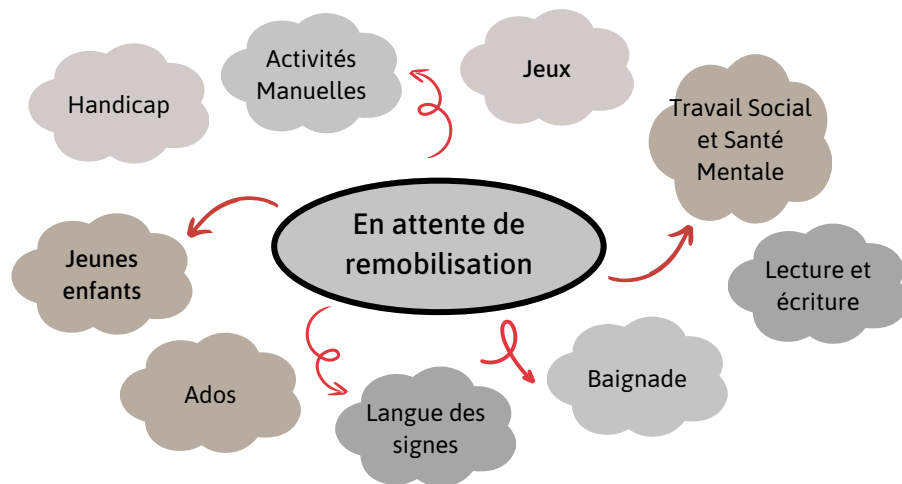 Activités
Manuelles
Jeux
Handicap
Travail Social
et Santé
Mentale
En attente de
remobilisation
Jeunes
enfants
Lecture et
écriture
Ados
Baignade
Langue des
signes